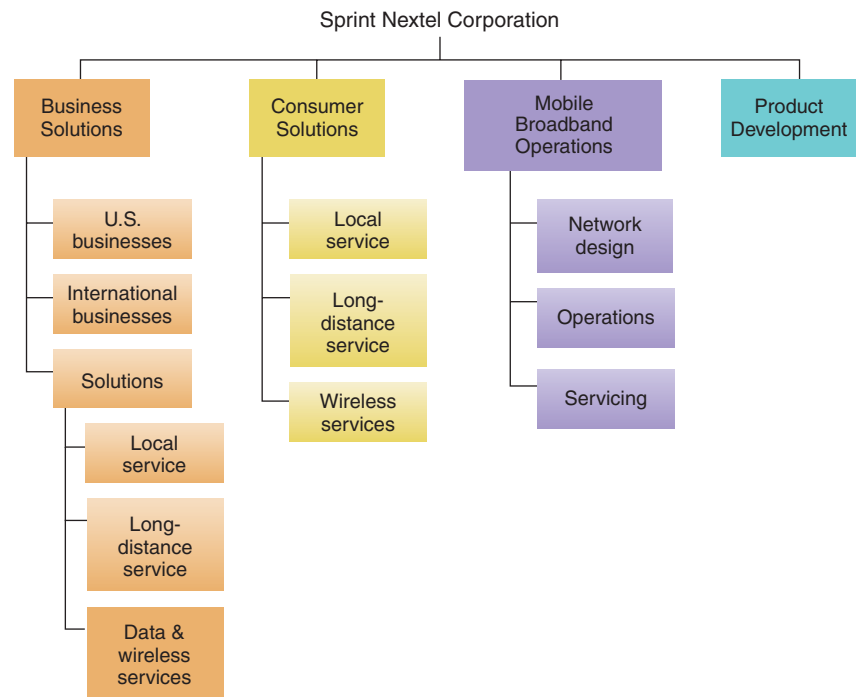 Sprint Nextel Corporation
Business
Solutions
U.S.
businesses
International
businesses
Solutions
Local
service
Long-
distance
service
Data &
wireless
services
Consumer
Solutions
Local
service
Long-
distance
service
Wireless
services
Mobile
Broadband
Operations
Network
design
Operations
Servicing
Product
Development